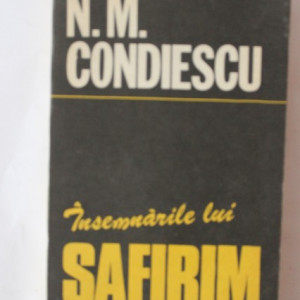 N. M.
CONDIESCU
Însemnările lui
SAFIRIM